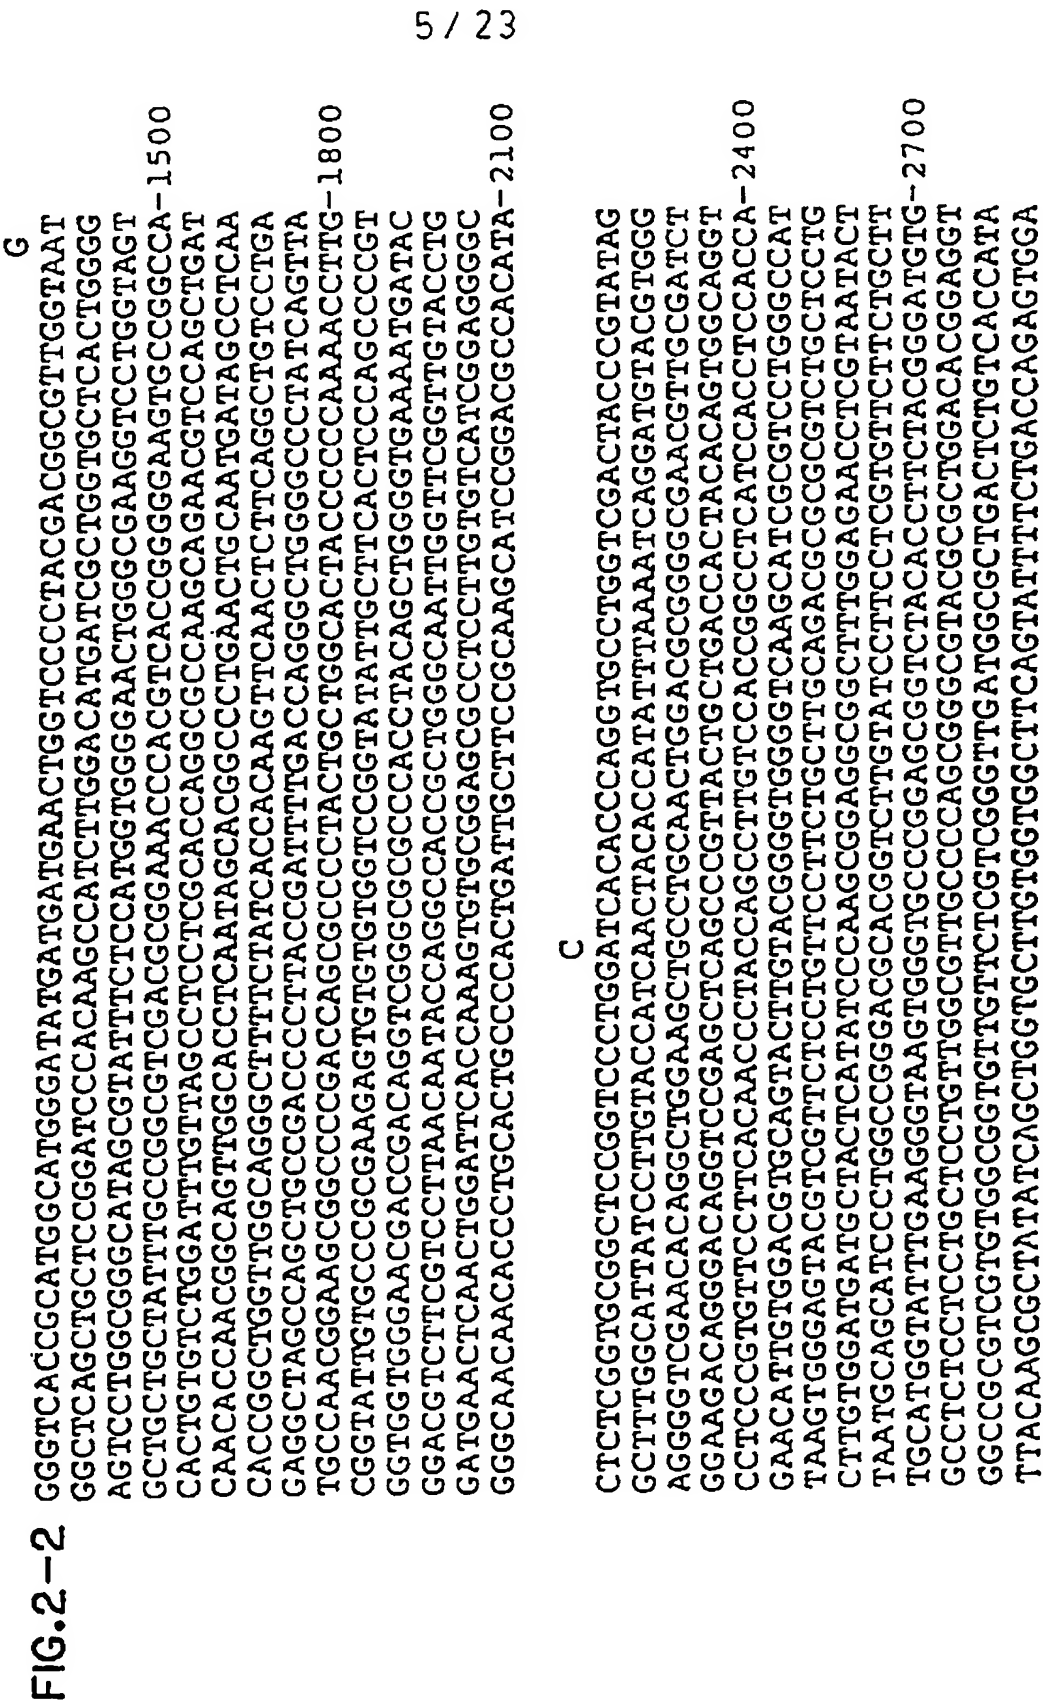 5 / 23
FIG.2-2
G
GGGTCACCGCATGGCATGGGATATGATGATGAACTGGTCCCCTACGACGGCGTTGGTAAT
GGCTCAGCTGCTCCGGATCCCACAAGCCATCTTGGACATGATCGCTGGTGCTCACTGGGG
AGTCCTGGCGGGCATAGCGTATTTCTCCATGGTGGGGAACTGGGCGAAGGTCCTGGTAGT
GCTGCTGCTATTTGCCGGCGTCGACGCGGAAACCCACGTCACCGGGGGAAGTGCCGGCCA-1500
CACTGTGTCTGGATTTGTTAGCCTCCTCGCACCAGGCGCCAAGCAGAACGTCCAGCTGAT
CAACACCAACGGCAGTTGGCACCTCAATAGCACGGCCCTGAACTGCAATGATAGCCTCAA
CACCGGCTGGTTGGCAGGGCTTTTCTATCACCACAAGTTCAACTCTTCAGGCTGTCCTGA
GAGGCTAGCCAGCTGCCGACCCCTTACCGATTTTGACCAGGGCTGGGGCCCTATCAGTTA
TGCCAACGGAAGCGGCCCCGACCAGCGCCCCTACTGCTGGCACTACCCCCCAAAACCTTG-1800
CGGTATTGTGCCCGCGAAGAGTGTGTGTGGTCCGGTATATTGCTTCACTCCCAGCCCCGT
GGTGGTGGGAACGACCGACAGGTCGGGCGCGCCCACCTACAGCTGGGGTGAAAATGATAC
GGACGTCTTCGTCCTTAACAATACCAGGCCACCGCTGGGCAATTGGTTCGGTTGTACCTG
GATGAACTCAACTGGATTCACCAAAGTGTGCGGAGCGCCTCCTTGTGTCATCGGAGGGGC
GGGCAACAACACCCTGCACTGCCCCACTGATTGCTTCCGCAAGCATCCGGACGCCACATA-2100
C
CTCTCGGTGCGGCTCCGGTCCCTGGATCACACCCAGGTGCCTGGTCGACTACCCGTATAG
GCTTTGGCATTATCCTTGTACCATCAACTACACCATATTTAAAATCAGGATGTACGTGGG
AGGGGTCGAACACAGGCTGGAAGCTGCCTGCAACTGGACGCGGGGCGAACGTTGCGATCT
GGAAGACAGGGACAGGTCCGAGCTCAGCCCGTTACTGCTGACCACTACACAGTGGCAGGT
CCTCCCGTGTTCCTTCACAACCCTACCAGCCTTGTCCACCGGCCTCATCCACCTCCACCA-2400
GAACATTGTGGACGTGCAGTACTTGTACGGGGTGGGGTCAAGCATCGCGTCCTGGGCCAT
TAAGTGGGAGTACGTCGTTCTCCTGTTCCTTCTGCTTGCAGACGCGCGCGTCTGCTCCTG
CTTGTGGATGATGCTACTCATATCCCAAGCGGAGGCGGCTTTGGAGAACCTCGTAATACT
TAATGCAGCATCCCTGGCCGGGACGCACGGTCTTGTATCCTTCCTCGTGTTCTTCTGCTT
TGCATGGTATTTGAAGGGTAAGTGGGTGCCCGGAGCGGTCTACACCTTCTACGGGATGTG-2700
GCCTCTCCTCCTGCTCCTGTTGGCGTTGCCCCAGCGGGCGTACGCGCTGGACACGGAGGT
GGCCGCGTCGTGTGGCGGTGTTGTTCTCGTCGGGTTGATGGCGCTGACTCTGTCACCATA
TTACAAGCGCTATATCAGCTGGTGCTTGTGGTGGCTTCAGTATTTTCTGACCAGAGTGGA